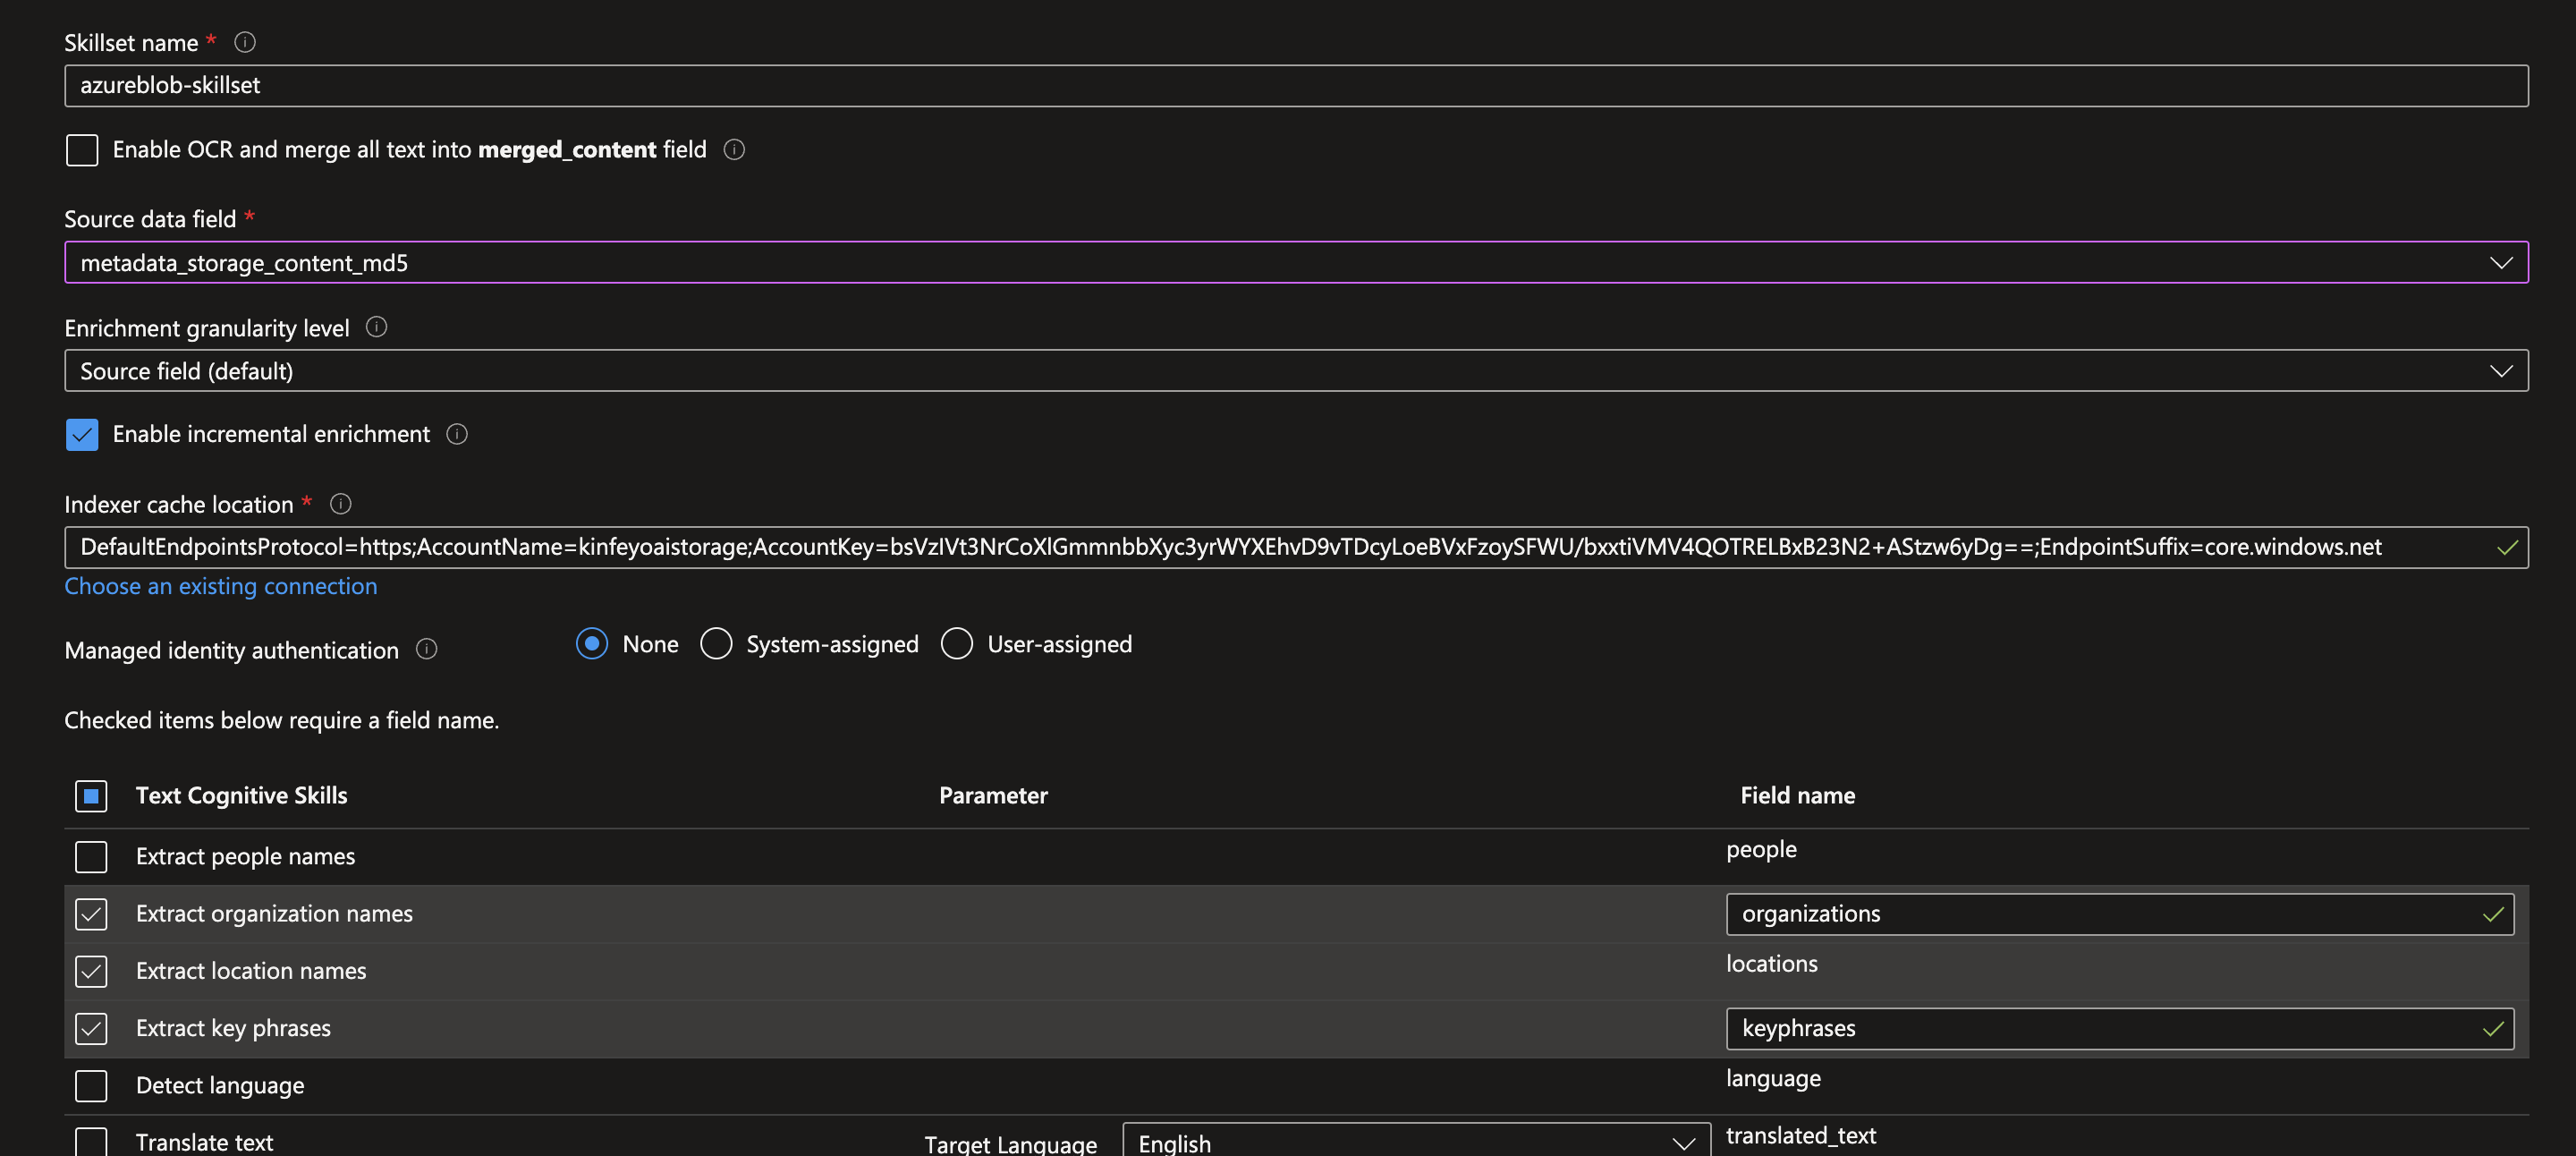 Skillset name *
azureblob-skillset
Enable OCR and merge all text into merged_content field
Source data field *
metadata_storage_content_md5
Enrichment granularity level
Source field (default)
Enable incremental enrichment
Indexer cache location *
DefaultEndpointsProtocol=https;AccountName=kinfeyoaistorage;AccountKey=bsVzIVt3NrCoXlGmmnbbXyc3yrWYXEhvD9vTDcyLoeBVxFzoySFWU/bxxtiVMV4QOTRELBxB23N2+AStzw6yDg==;EndpointSuffix=core.windows.net
Choose an existing connection
Managed identity authentication None System-assigned User-assigned
Checked items below require a field name.
Text Cognitive Skills Parameter Field name
Extract people names people
Extract organization names organizations
Extract location names locations
Extract key phrases keyphrases
Detect language language
Translate text Target Language English translated_text